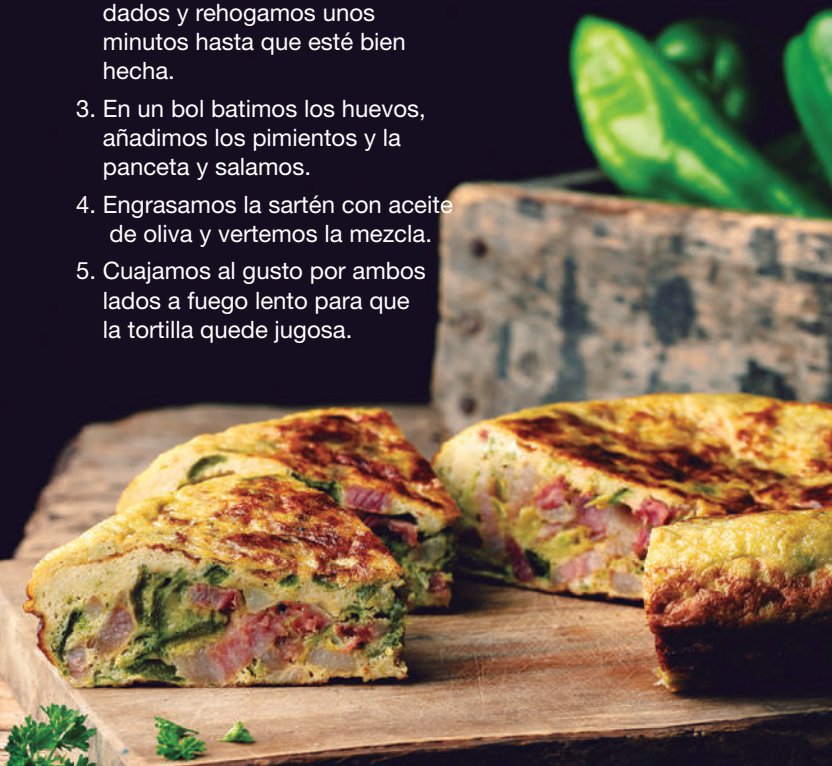 dados y rehogamos unos
minutos hasta que esté bien
hecha.
3. En un bol batimos los huevos,
añadimos los pimientos y la
panceta y salamos.
4. Engrasamos la sartén con aceite
de oliva y vertemos la mezcla.
5. Cuajamos al gusto por ambos
lados a fuego lento para que
la tortilla quede jugosa.